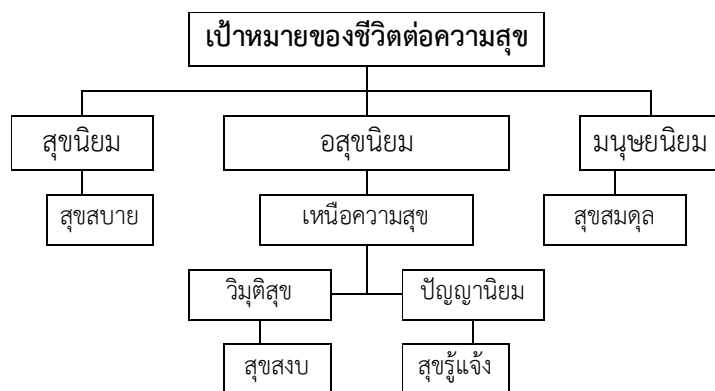 เป้าหมายของชีวิตต่อความสุข
สุขนิยม
อสุขนิยม
มนุษยนิยม
สุขสบาย
เหนือความสุข
สุขสมดุล
วิมุติสุข
ปัญญานิยม
สุขสงบ
สุขรู้แจ้ง